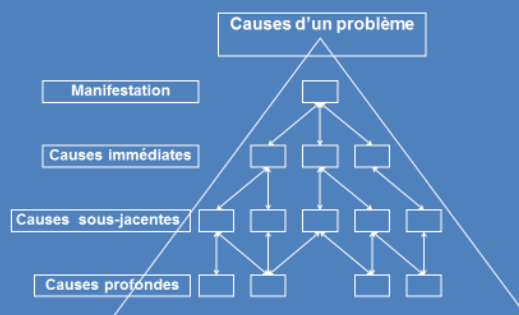 Causes d'un problème
Manifestation
Causes immédiates
Causes sous-jacentes
Causes profondes